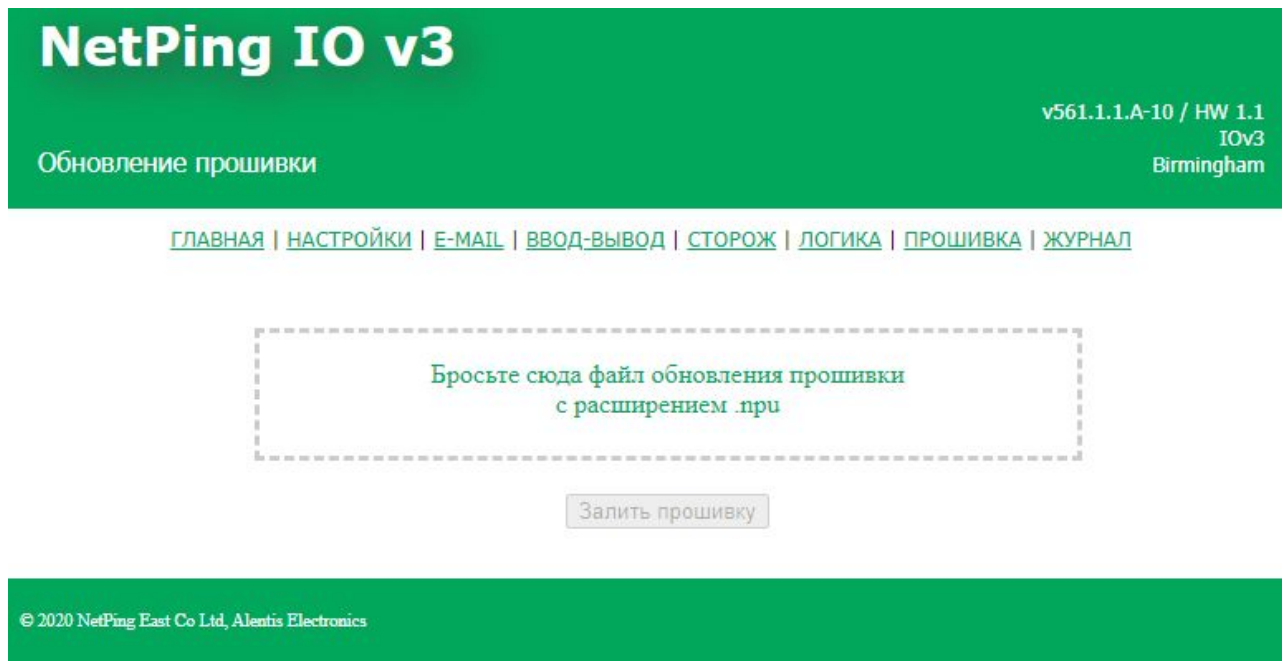 NetPing IO v3
v561.1.1.A-10 / HW 1.1
IOv3
Birmingham
Обновление прошивки
ГЛАВНАЯ | НАСТРОЙКИ | E-MAIL | ВВОД-ВЫВОД | СТОРОЖ | ЛОГИКА | ПРОШИВКА | ЖУРНАЛ
Бросьте сюда файл обновления прошивки
с расширением .npu
Залить прошивку
© 2020 NetPing East Co Ltd, Alentis Electronics